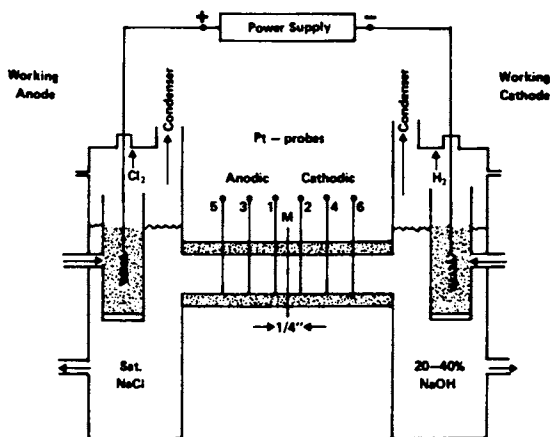 + Power Supply −
Working
Anode
Condenser
Pt – probes
Condenser
Working
Cathode
Cl2
H2
Anodic Cathodic
5 3 1 2 4 6
M
→1/4"←
Sat.
NaCl
20–40%
NaOH